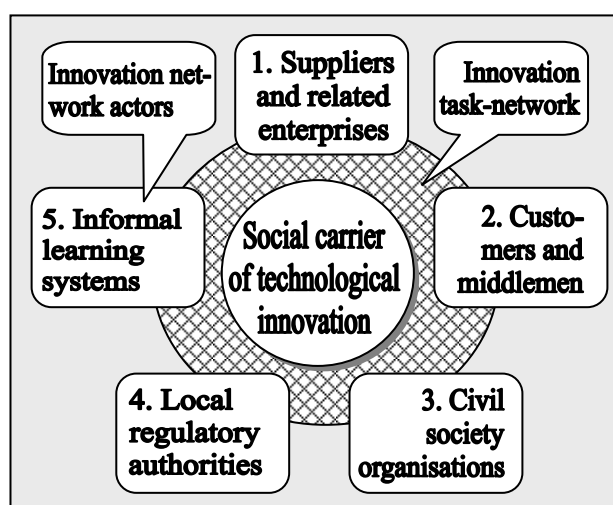 Innovation net-
work actors
1. Suppliers
and related
enterprises
Innovation
task-network
5. Informal
learning
systems
Social carrier
of technological
innovation
2. Custo-
mers and
middlemen
4. Local
regulatory
authorities
3. Civil
society
organisations